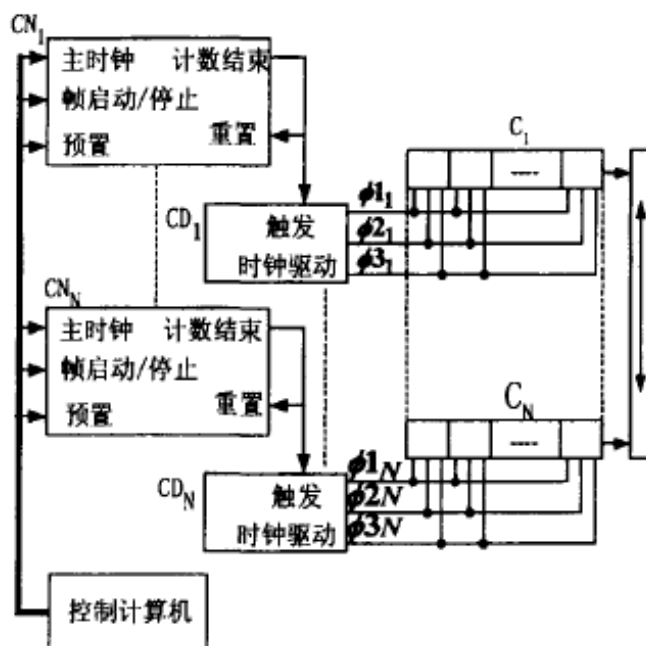 CN₁
主时钟 计数结束
帧启动/停止
重置
预置
C₁
CD₁
触发
时钟驱动
ϕ1₁
ϕ2₁
ϕ3₁
CN_N
主时钟 计数结束
帧启动/停止
重置
预置
C_N
CD_N
触发
时钟驱动
ϕ1N
ϕ2N
ϕ3N
控制计算机